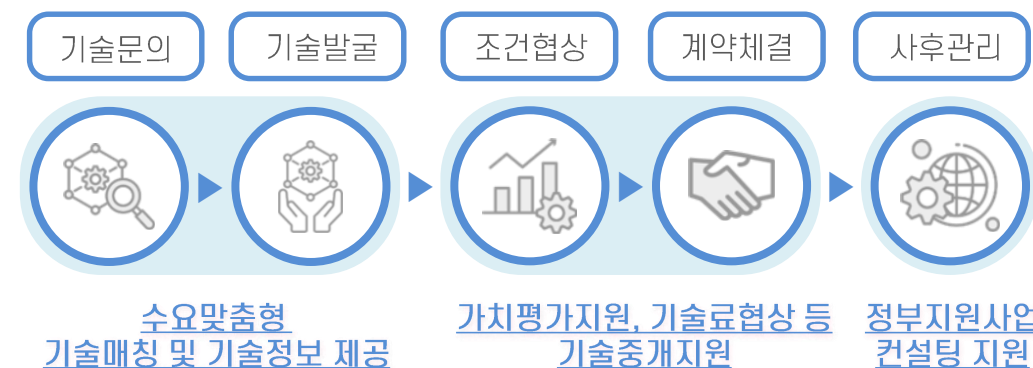 기술문의
기술발굴
조건협상
계약체결
사후관리
수요맞춤형
기술매칭 및 기술정보 제공
가치평가지원, 기술료협상 등
기술중개지원
정부지원사업
컨설팅 지원